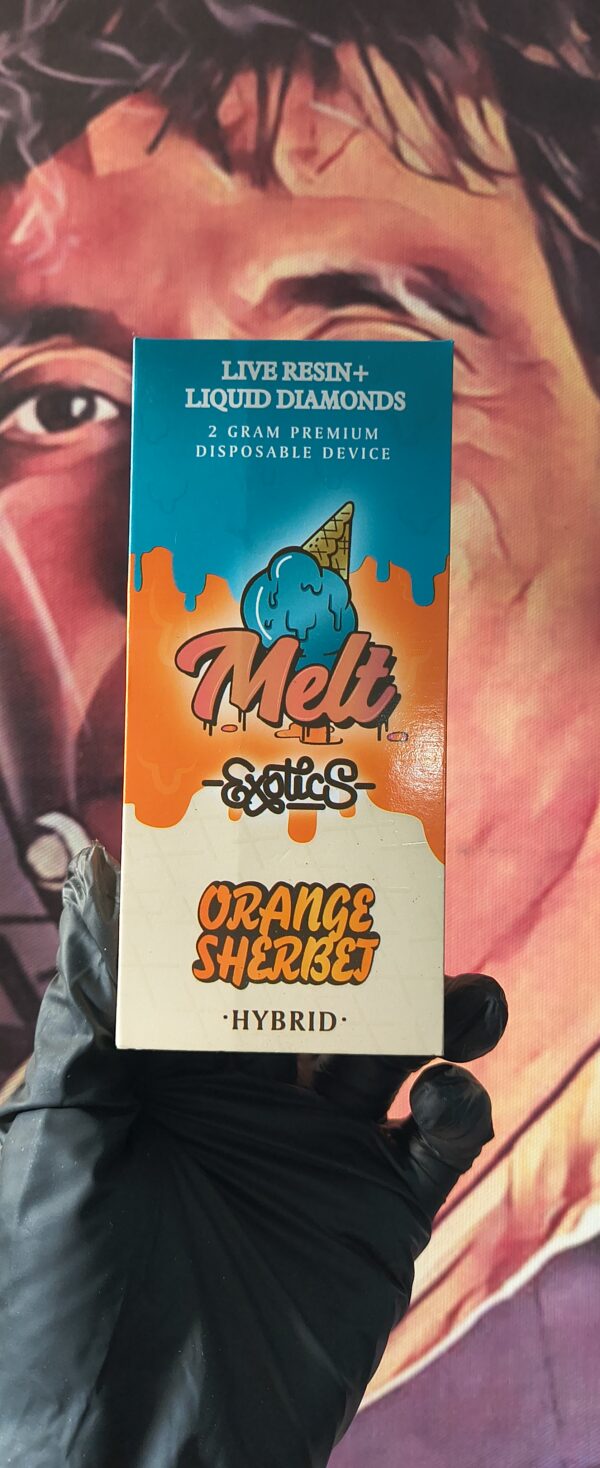 LIVE RESIN+
LIQUID DIAMONDS
2 GRAM PREMIUM
DISPOSABLE DEVICE
Melt
-Exotics-
ORANGE
SHERBET
·HYBRID·